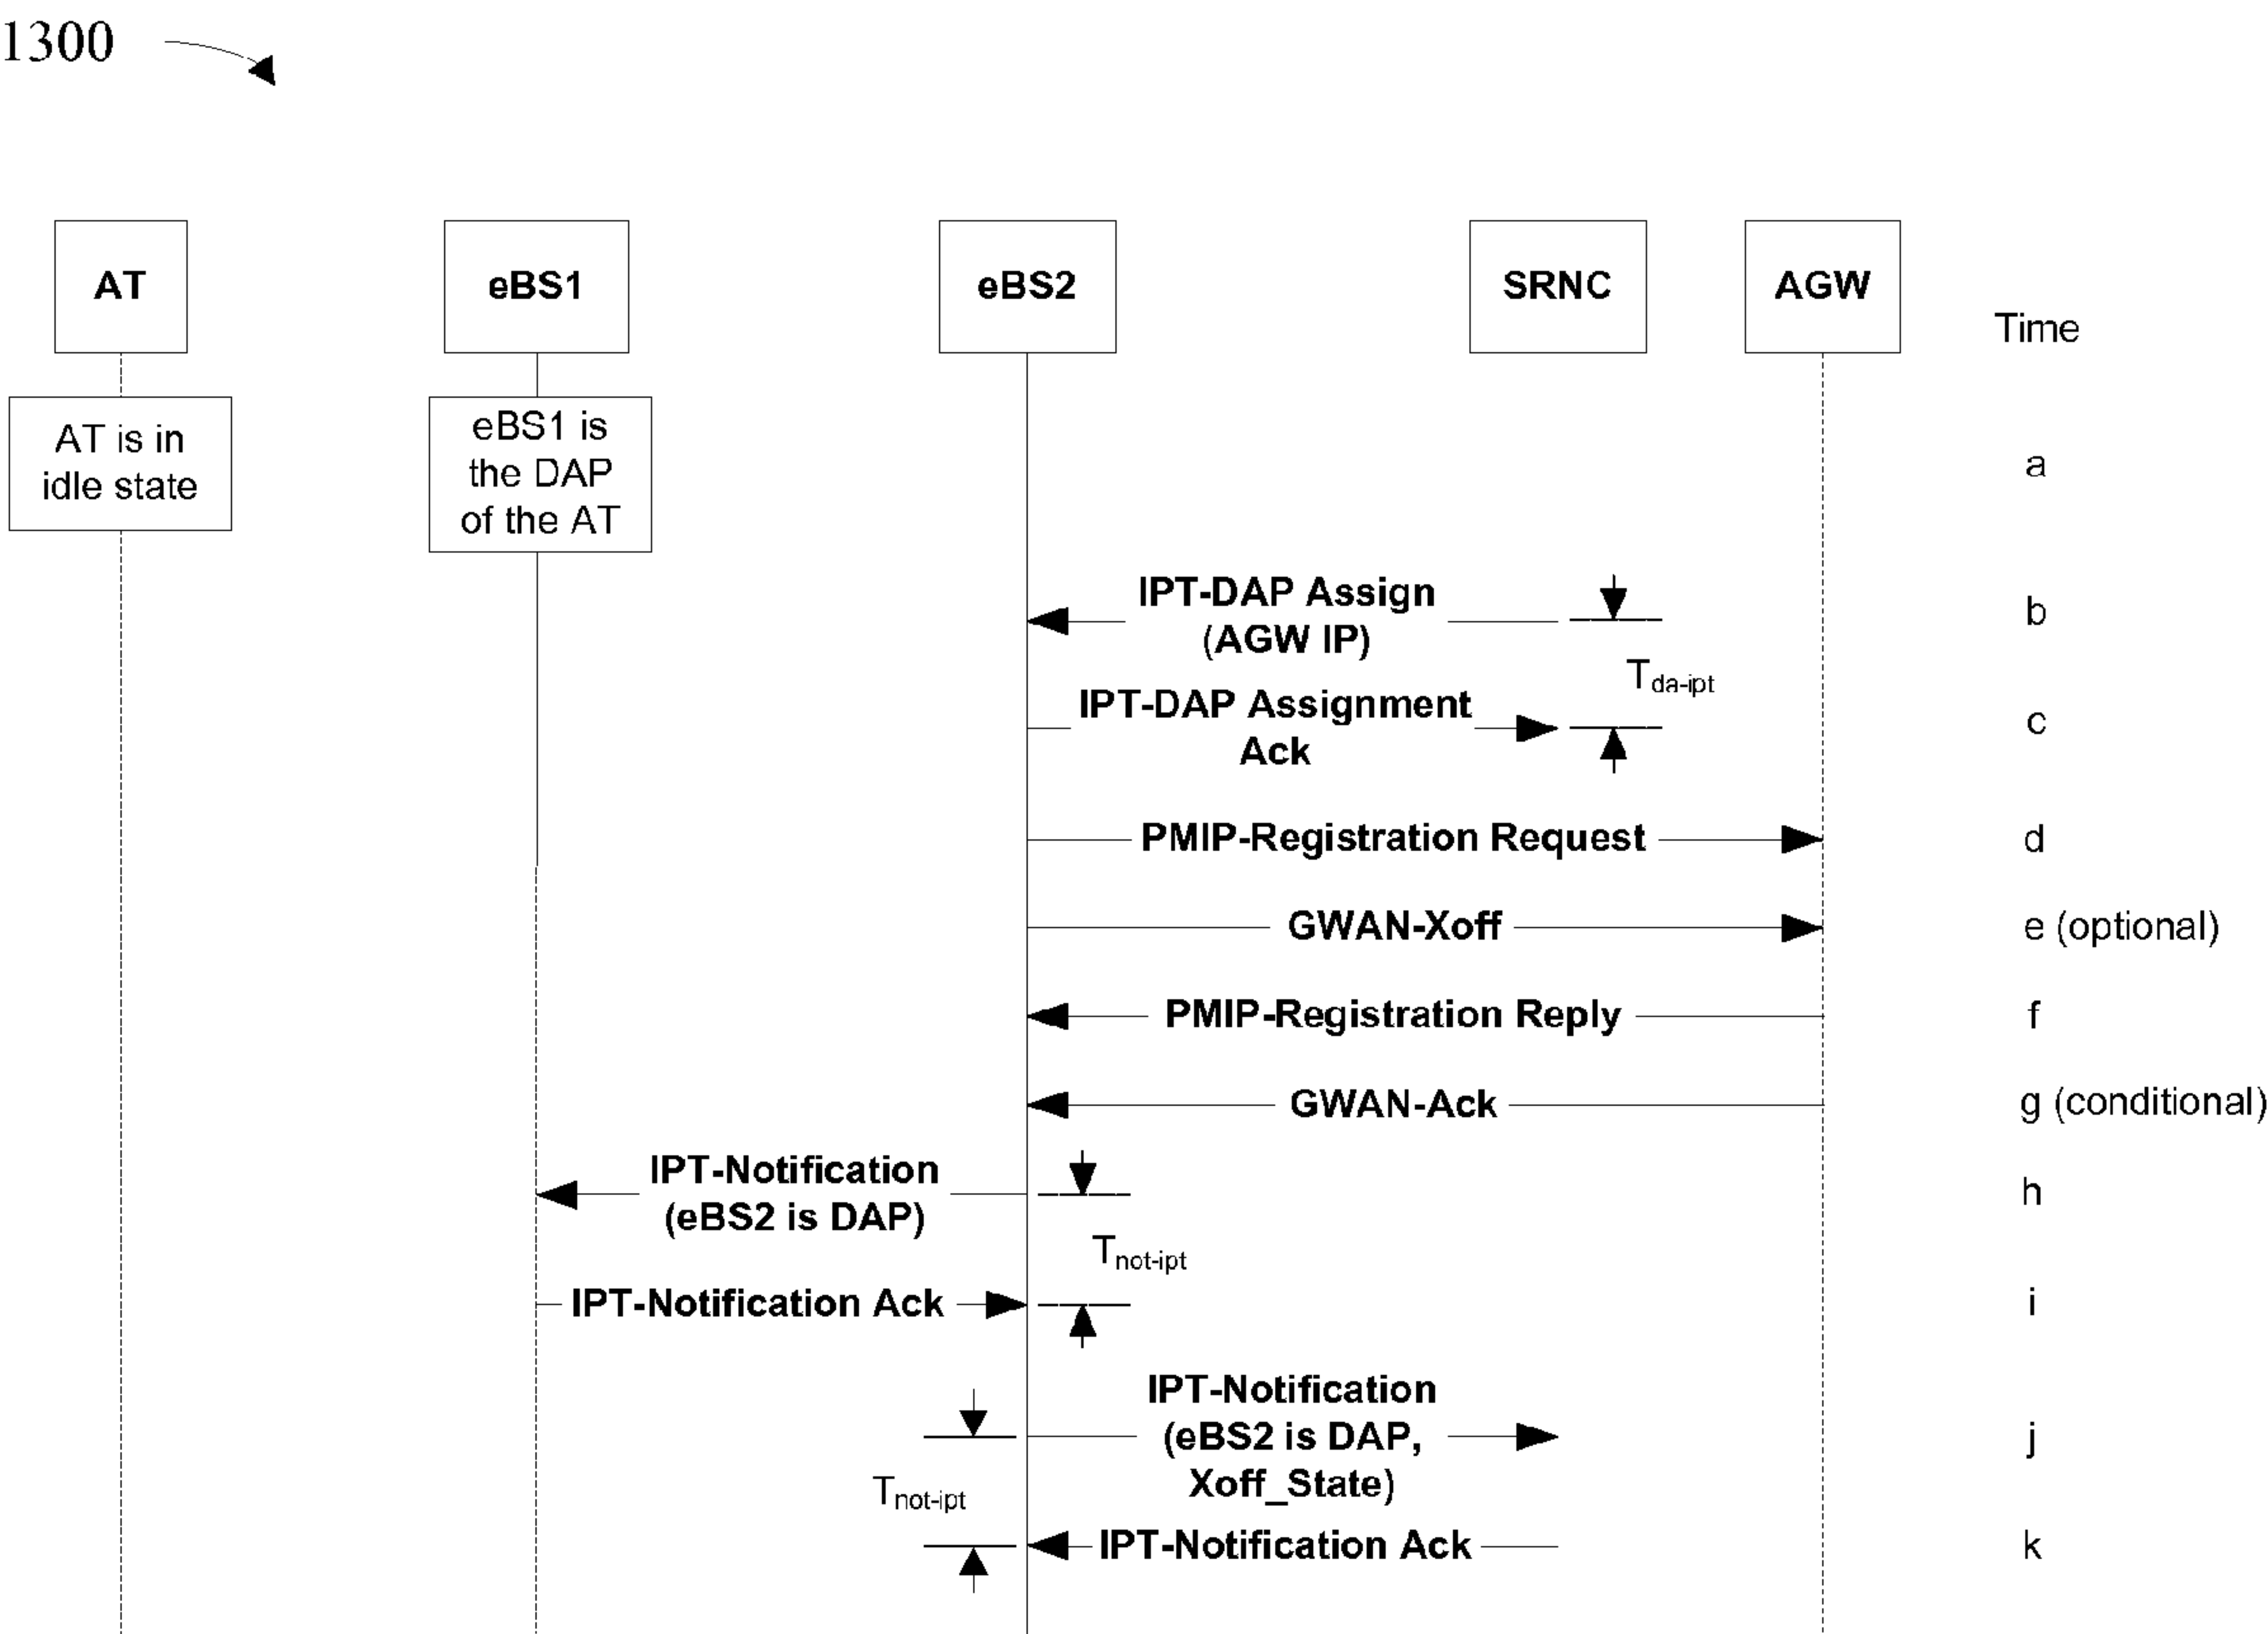 1300
AT
eBS1
eBS2
SRNC
AGW
Time
AT is in
idle state
eBS1 is
the DAP
of the AT
a
IPT-DAP Assign
(AGW IP)
b
T da-ipt
IPT-DAP Assignment
Ack
c
PMIP-Registration Request
d
GWAN-Xoff
e (optional)
PMIP-Registration Reply
f
GWAN-Ack
g (conditional)
IPT-Notification
(eBS2 is DAP)
h
T not-ipt
IPT-Notification Ack
i
IPT-Notification
(eBS2 is DAP,
Xoff_State)
j
T not-ipt
IPT-Notification Ack
k